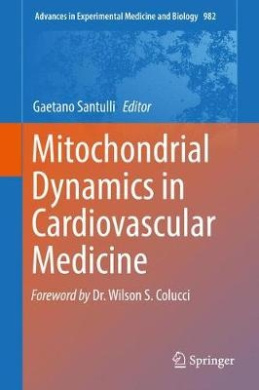 Advances in Experimental Medicine and Biology 982
Gaetano Santulli Editor
Mitochondrial
Dynamics in
Cardiovascular
Medicine
Foreword by Dr. Wilson S. Colucci
Springer